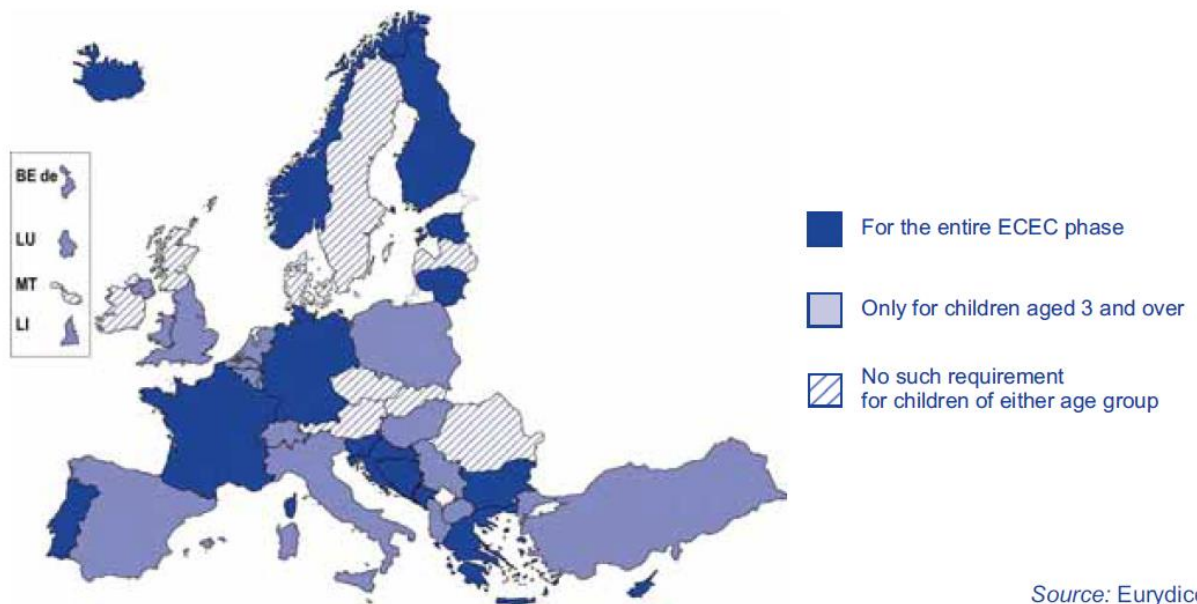 BE de
LU
MT
LI
For the entire ECEC phase
Only for children aged 3 and over
No such requirement
for children of either age group
Source: Eurydice